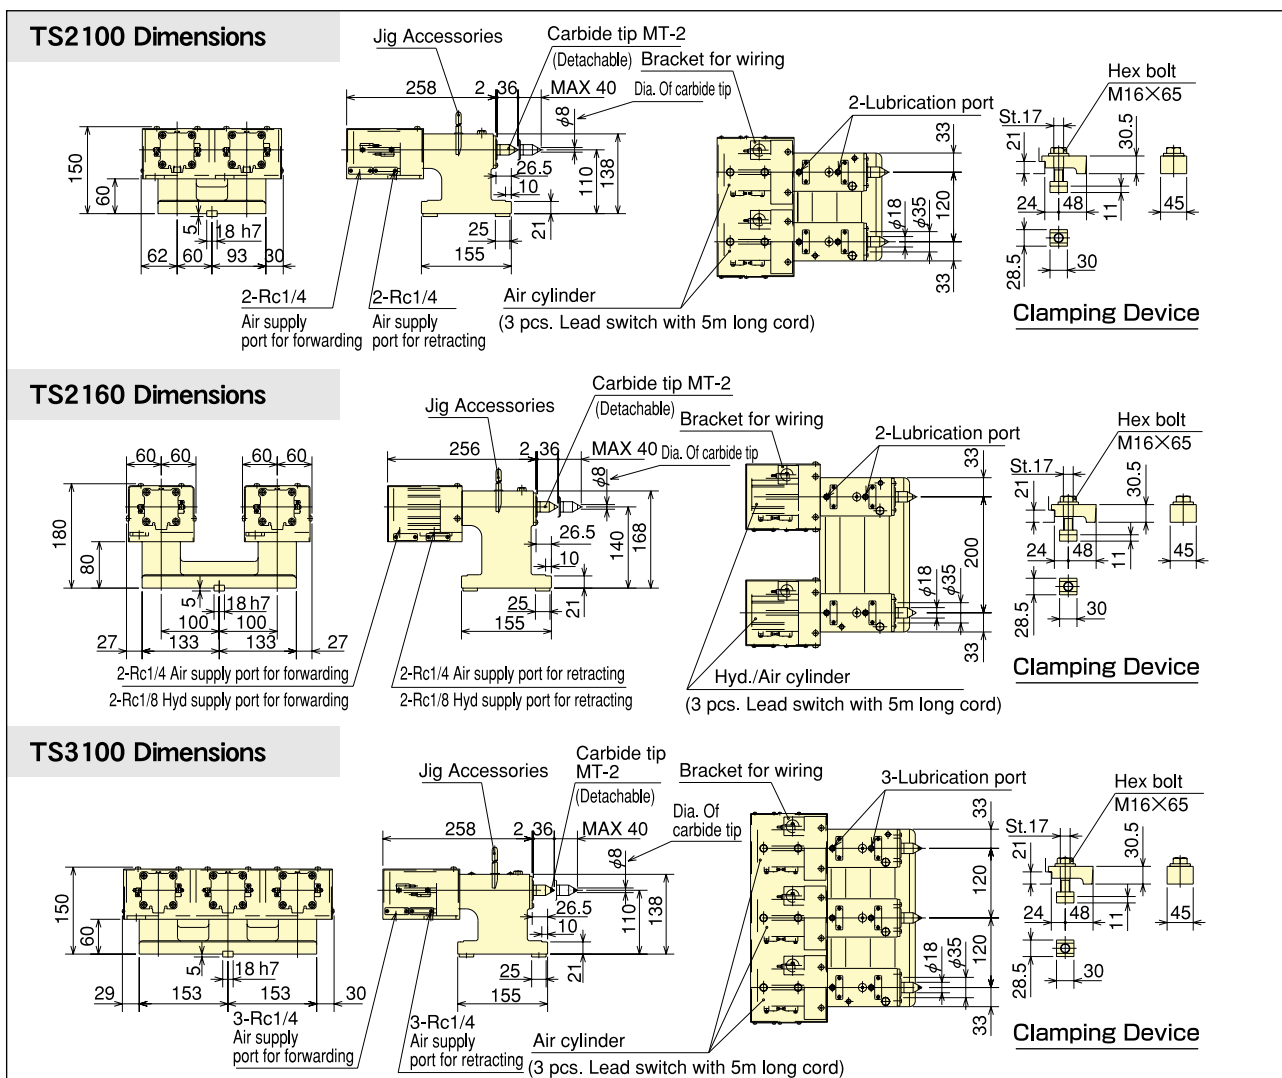 TS2100 Dimensions
Jig Accessories
Carbide tip MT-2
(Detachable)
Bracket for wiring
Dia. Of carbide tip
2-Lubrication port
Hex bolt
M16×65
St.17
258
2
36
MAX 40
φ8
150
60
5
18 h7
62
60
93
30
26.5
10
110
138
25
21
155
33
120
33
φ18
φ35
21
30.5
24
48
11
45
28.5
30
2-Rc1/4
Air supply
port for forwarding
2-Rc1/4
Air supply
port for retracting
Air cylinder
(3 pcs. Lead switch with 5m long cord)
Clamping Device
TS2160 Dimensions
Jig Accessories
Carbide tip MT-2
(Detachable)
Bracket for wiring
Dia. Of carbide tip
2-Lubrication port
Hex bolt
M16×65
St.17
60
60
60
60
256
2
36
MAX 40
φ8
180
80
5
18 h7
100
100
27
133
133
27
26.5
10
140
168
25
21
155
33
200
33
φ18
φ35
21
30.5
24
48
11
45
28.5
30
2-Rc1/4 Air supply port for forwarding
2-Rc1/8 Hyd supply port for forwarding
2-Rc1/4 Air supply port for retracting
2-Rc1/8 Hyd supply port for retracting
Hyd./Air cylinder
(3 pcs. Lead switch with 5m long cord)
Clamping Device
TS3100 Dimensions
Jig Accessories
Carbide tip
MT-2
(Detachable)
Bracket for wiring
Dia. Of
carbide tip
3-Lubrication port
Hex bolt
M16×65
St.17
258
2
36
MAX 40
φ8
150
60
5
18 h7
29
153
153
30
26.5
10
110
138
25
21
155
33
120
120
33
φ18
φ35
21
30.5
24
48
11
45
28.5
30
3-Rc1/4
Air supply
port for forwarding
3-Rc1/4
Air supply
port for retracting
Air cylinder
(3 pcs. Lead switch with 5m long cord)
Clamping Device